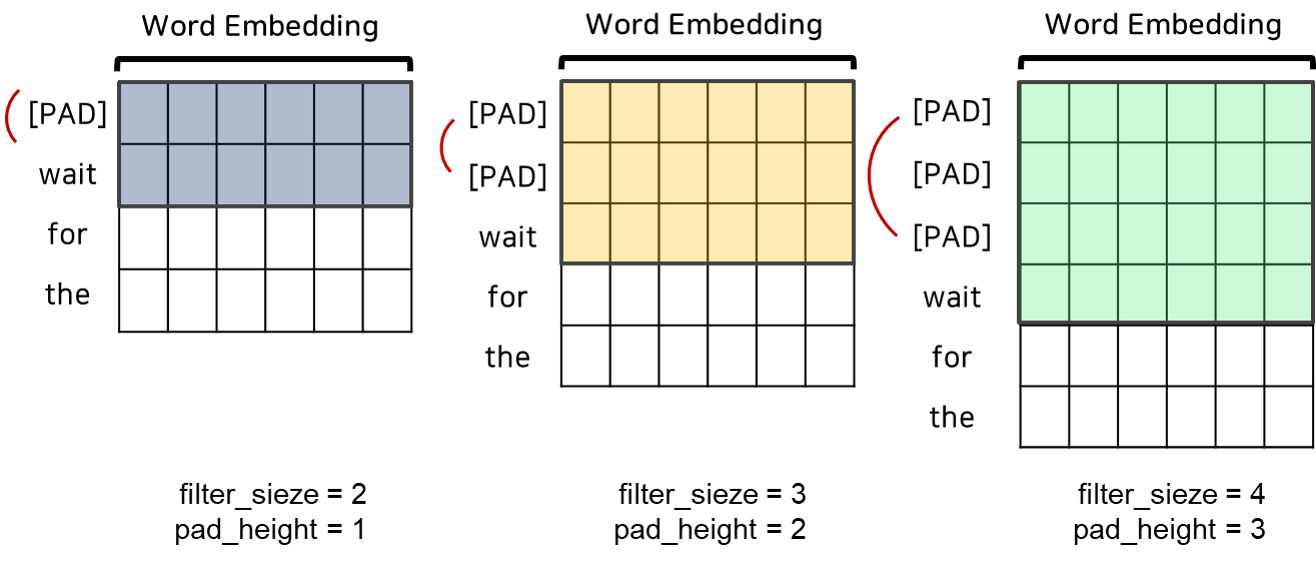 Word Embedding
[PAD]
wait
for
the
filter_sieze = 2
pad_height = 1
Word Embedding
[PAD]
[PAD]
wait
for
the
filter_sieze = 3
pad_height = 2
Word Embedding
[PAD]
[PAD]
[PAD]
wait
for
the
filter_sieze = 4
pad_height = 3